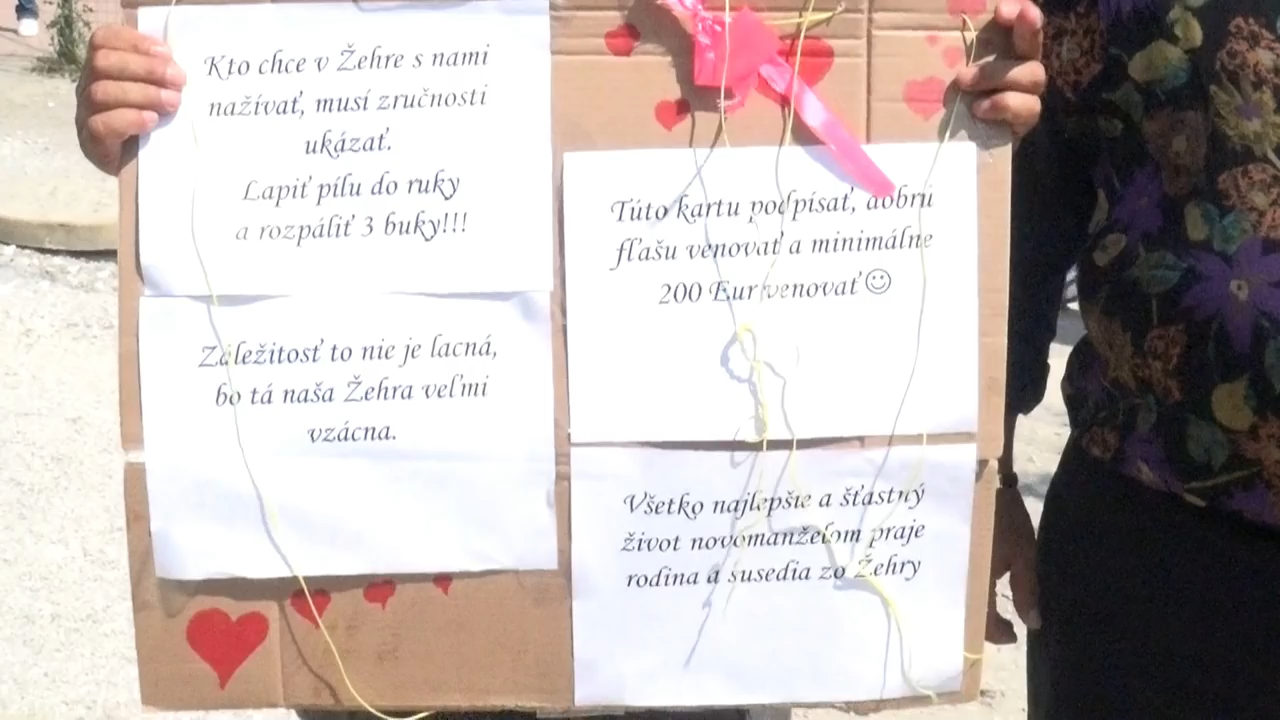 Kto chce v Žehre s nami
nažívať, musí zručnosti
ukázať.
Lapiť pílu do ruky
a rozpáliť 3 buky!!!
Záležitosť to nie je lacná,
bo tá naša Žehra veľmi
vzácna.
Túto kartu podpísať, dobrú
fľašu venovať a minimálne
200 Eur venovať ☺
Všetko najlepšie a šťastný
život novomanželom praje
rodina a susedia zo Žehry